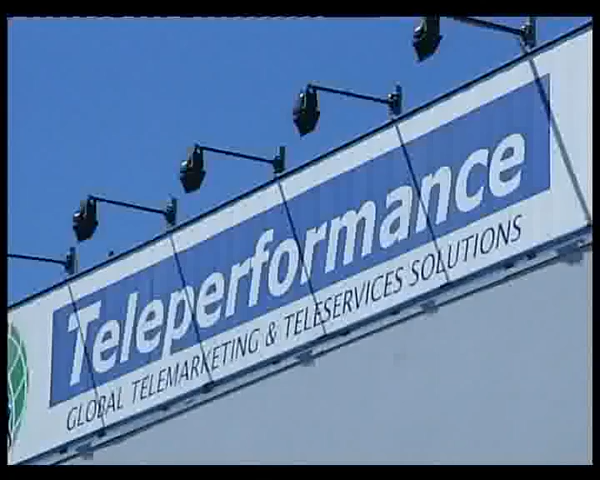 Teleperformance
GLOBAL TELEMARKETING & TELESERVICES SOLUTIONS